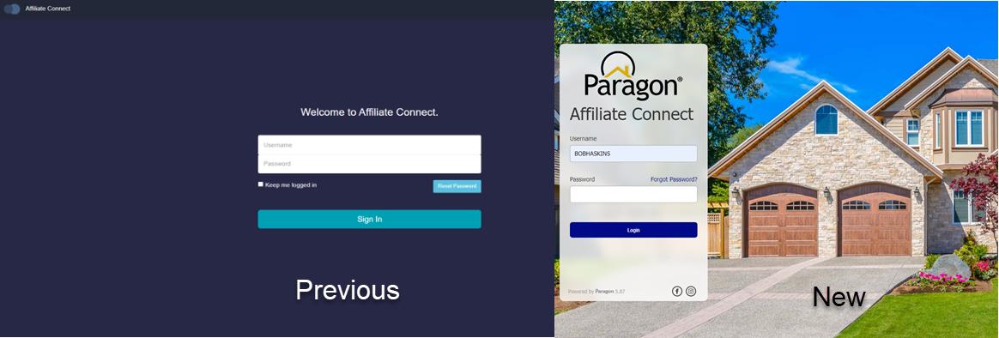 Affiliate Connect
Welcome to Affiliate Connect.
Username
Password
Keep me logged in
Reset Password
Sign In
Previous
Paragon®
Affiliate Connect
Username
BOBHASKINS
Password
Forgot Password?
Login
Powered by Paragon 5.87
New